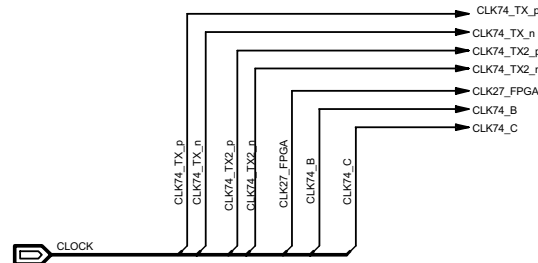 CLK74_TX_p
CLK74_TX_n
CLK74_TX2_p
CLK74_TX2_n
CLK27_FPGA
CLK74_B
CLK74_C
CLK74_TX_p
CLK74_TX_n
CLK74_TX2_p
CLK74_TX2_n
CLK27_FPGA
CLK74_B
CLK74_C
CLOCK